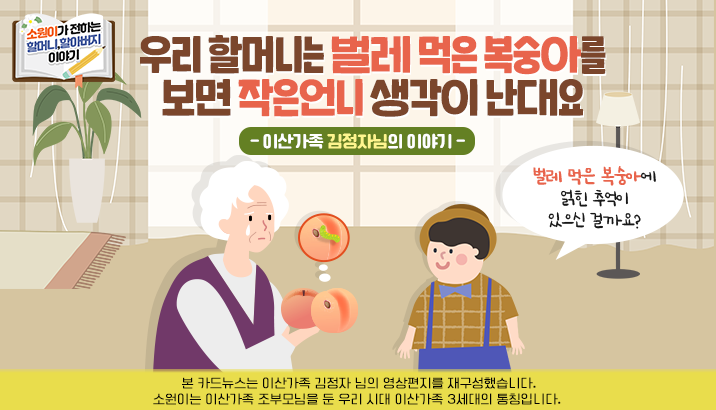 소원이가 전하는
할머니,할아버지
이야기
우리 할머니는 벌레 먹은 복숭아를
보면 작은언니 생각이 난대요
- 이산가족 김정자님의 이야기 -
벌레 먹은 복숭아에
얽힌 추억이
있으신 걸까요?
본 카드뉴스는 이산가족 김정자 님의 영상편지를 재구성했습니다.
소원이는 이산가족 조부모님을 둔 우리 시대 이산가족 3세대의 통칭입니다.